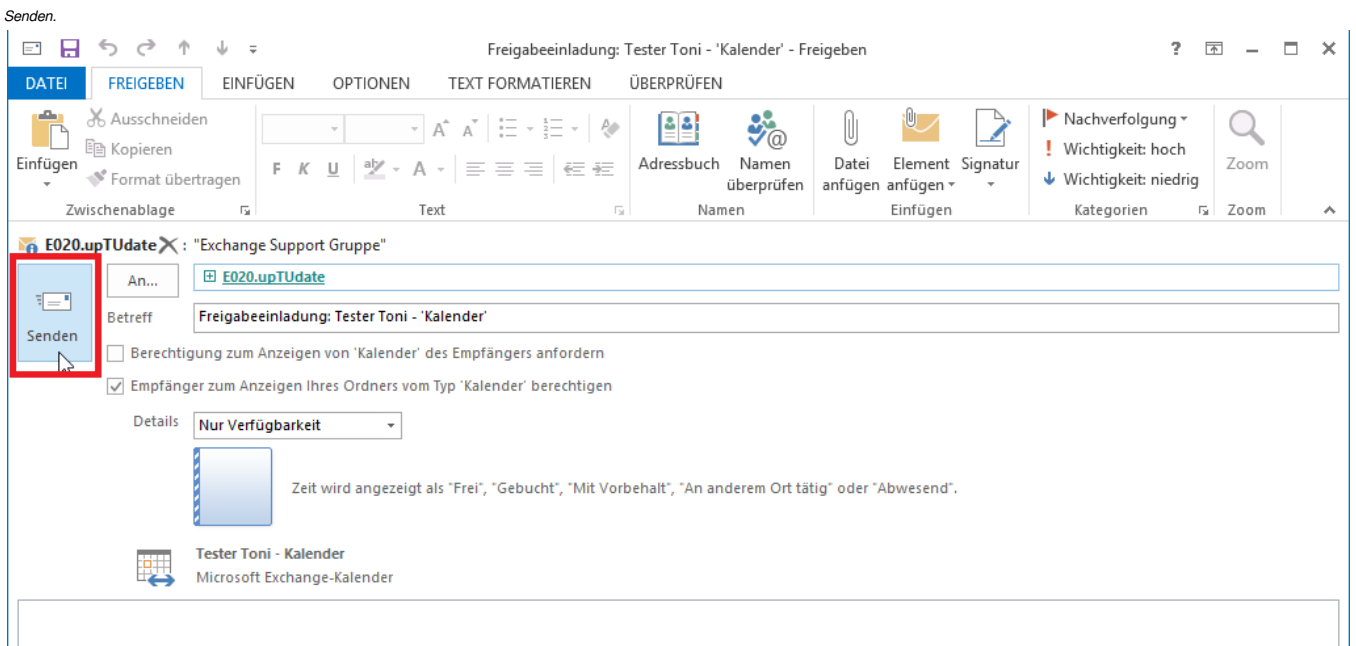 Senden.
Freigabeeinladung: Tester Toni - 'Kalender' - Freigeben
DATEI FREIGEBEN EINFÜGEN OPTIONEN TEXT FORMATIEREN ÜBERPRÜFEN
Einfügen
Ausschneiden
Kopieren
Format übertragen
Zwischenablage
F K U
Text
Adressbuch
Namen überprüfen
Namen
Datei anfügen
Element anfügen
Signatur
Einfügen
Nachverfolgung
Wichtigkeit: hoch
Wichtigkeit: niedrig
Kategorien
Zoom
Zoom
E020.upTUdate : "Exchange Support Gruppe"
Senden
An... E020.upTUdate
Betreff Freigabeeinladung: Tester Toni - 'Kalender'
Berechtigung zum Anzeigen von 'Kalender' des Empfängers anfordern
Empfänger zum Anzeigen Ihres Ordners vom Typ 'Kalender' berechtigen
Details Nur Verfügbarkeit
Zeit wird angezeigt als "Frei", "Gebucht", "Mit Vorbehalt", "An anderem Ort tätig" oder "Abwesend".
Tester Toni - Kalender
Microsoft Exchange-Kalender